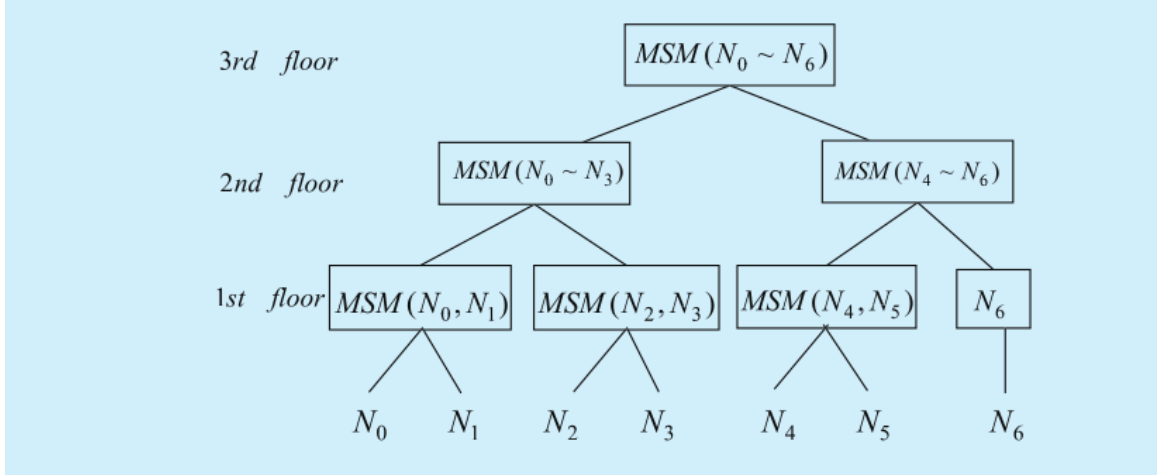 3rd floor MSM(N₀ ~ N₆)
2nd floor MSM(N₀ ~ N₃) MSM(N₄ ~ N₆)
1st floor MSM(N₀, N₁) MSM(N₂, N₃) MSM(N₄, N₅) N₆
N₀ N₁ N₂ N₃ N₄ N₅ N₆